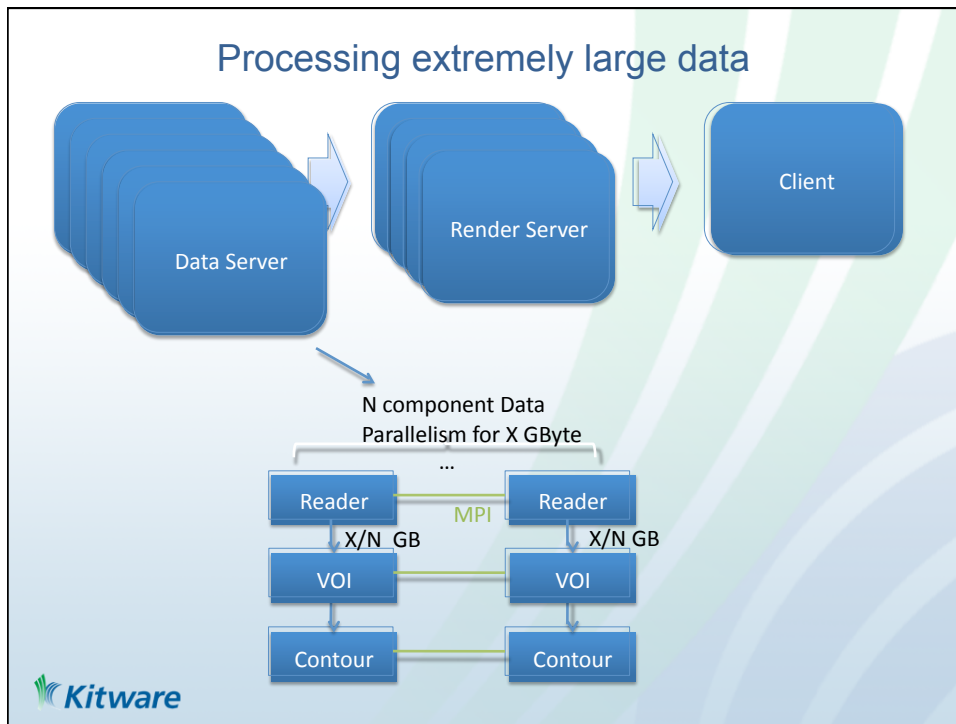 Processing extremely large data
Data Server
Render Server
Client
N component Data
Parallelism for X GByte
...
Reader
MPI
Reader
X/N GB
X/N GB
VOI
VOI
Contour
Contour
Kitware